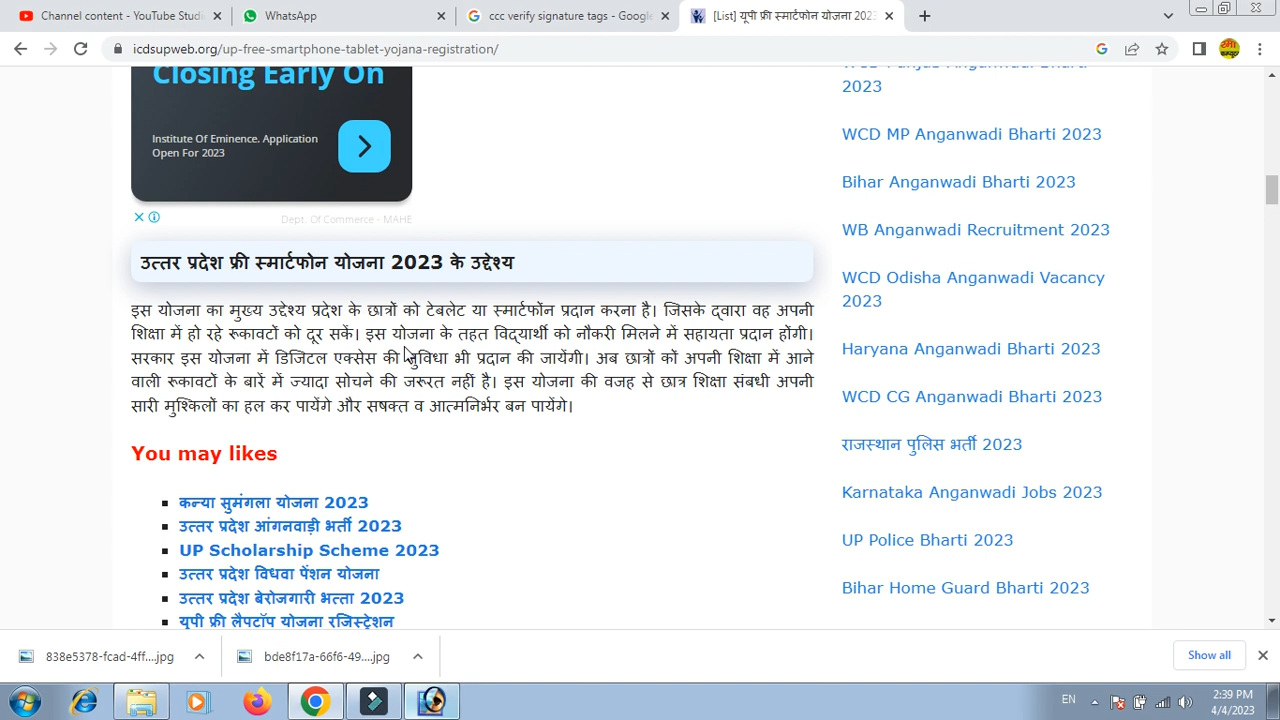 Channel content - YouTube Studi
WhatsApp
ccc verify signature tags - Google
[List] यूपी फ्री स्मार्टफोन योजना 2023
icdsupweb.org/up-free-smartphone-tablet-yojana-registration/
Closing Early On
Institute Of Eminence. Application
Open For 2023
Dept. Of Commerce - MAHE
उत्तर प्रदेश फ्री स्मार्टफोन योजना 2023 के उद्देश्य
इस योजना का मुख्य उद्देश्य प्रदेश के छात्रों को टेबलेट या स्मार्टफोंन प्रदान करना है। जिसके द्वारा वह अपनी
शिक्षा में हो रहे रूकावटों को दूर सकें। इस योजना के तहत विद्यार्थी को नौकरी मिलने में सहायता प्रदान होंगी।
सरकार इस योजना में डिजिटल एक्सेस की सुविधा भी प्रदान की जायेंगी। अब छात्रों कों अपनी शिक्षा में आने
वाली रूकावटों के बारें में ज्यादा सोचने की जरूरत नहीं है। इस योजना की वजह से छात्र शिक्षा संबधी अपनी
सारी मुश्किलों का हल कर पायेंगे और सषक्त व आत्मनिर्भर बन पायेंगे।
You may likes
कन्या सुमंगला योजना 2023
उत्तर प्रदेश आंगनवाड़ी भर्ती 2023
UP Scholarship Scheme 2023
उत्तर प्रदेश विधवा पेंशन योजना
उत्तर प्रदेश बेरोजगारी भत्ता 2023
यूपी फ्री लैपटॉप योजना रजिस्ट्रेशन
WCD Punjab Anganwadi Bharti
2023
WCD MP Anganwadi Bharti 2023
Bihar Anganwadi Bharti 2023
WB Anganwadi Recruitment 2023
WCD Odisha Anganwadi Vacancy
2023
Haryana Anganwadi Bharti 2023
WCD CG Anganwadi Bharti 2023
राजस्थान पुलिस भर्ती 2023
Karnataka Anganwadi Jobs 2023
UP Police Bharti 2023
Bihar Home Guard Bharti 2023
838e5378-fcad-4ff....jpg
bde8f17a-66f6-49....jpg
Show all
EN
2:39 PM
4/4/2023